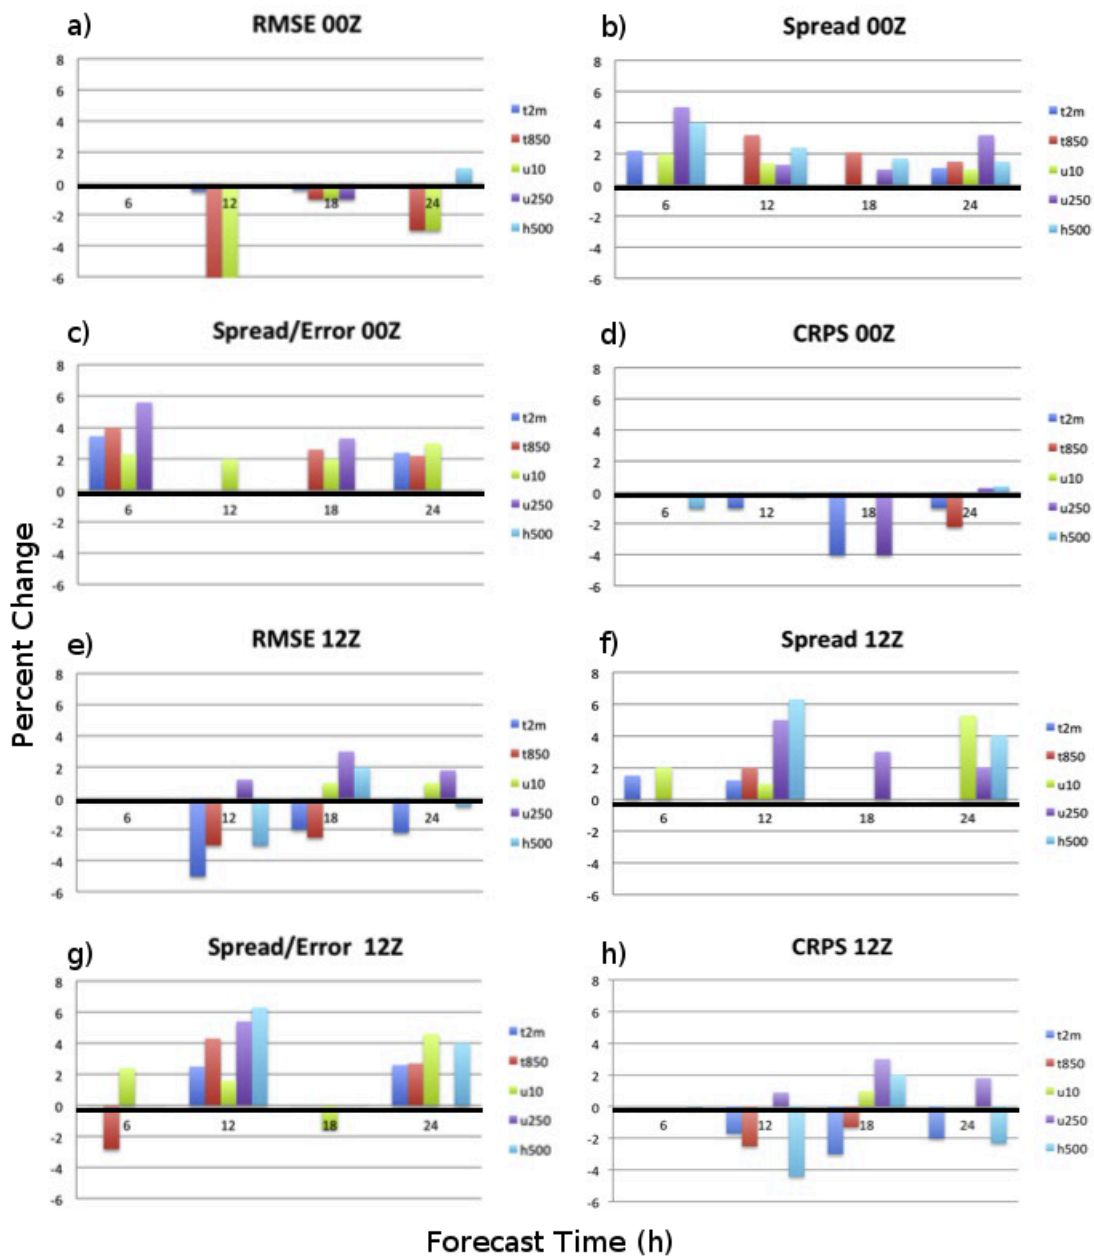 a) RMSE 00Z
8
6
4
2
0
-2
-4
-6
6 12 18 24
t2m
t850
u10
u250
h500
b) Spread 00Z
8
6
4
2
0
-2
-4
-6
6 12 18 24
t2m
t850
u10
u250
h500
c) Spread/Error 00Z
8
6
4
2
0
-2
-4
-6
6 12 18 24
t2m
t850
u10
u250
h500
d) CRPS 00Z
8
6
4
2
0
-2
-4
-6
6 12 18 24
t2m
t850
u10
u250
h500
Percent Change
e) RMSE 12Z
8
6
4
2
0
-2
-4
-6
6 12 18 24
t2m
t850
u10
u250
h500
f) Spread 12Z
8
6
4
2
0
-2
-4
-6
6 12 18 24
t2m
t850
u10
u250
h500
g) Spread/Error 12Z
8
6
4
2
0
-2
-4
-6
6 12 18 24
t2m
t850
u10
u250
h500
h) CRPS 12Z
8
6
4
2
0
-2
-4
-6
6 12 18 24
t2m
t850
u10
u250
h500
Forecast Time (h)